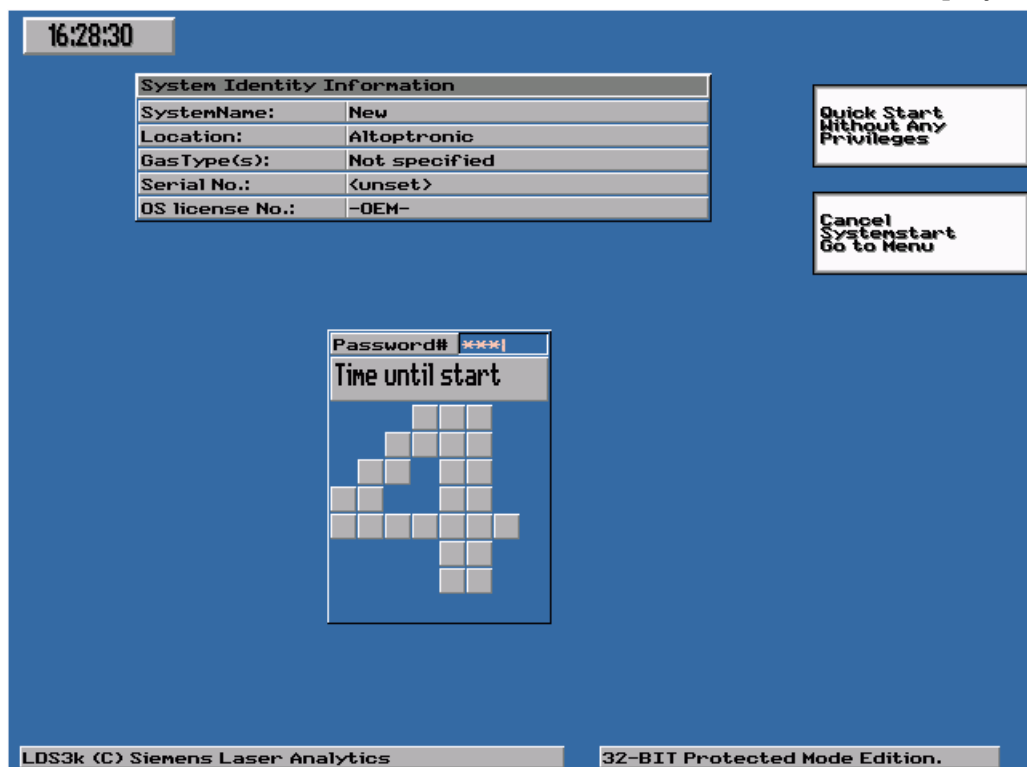 16:28:30
System Identity Information
SystemName: New
Location: Altoptronic
GasType(s): Not specified
Serial No.: <unset>
OS license No.: -OEM-
Quick Start
Without Any
Privileges
Cancel
Systemstart
Go to Menu
Password# ***
Time until start
4
LDS3k (C) Siemens Laser Analytics
32-BIT Protected Mode Edition.